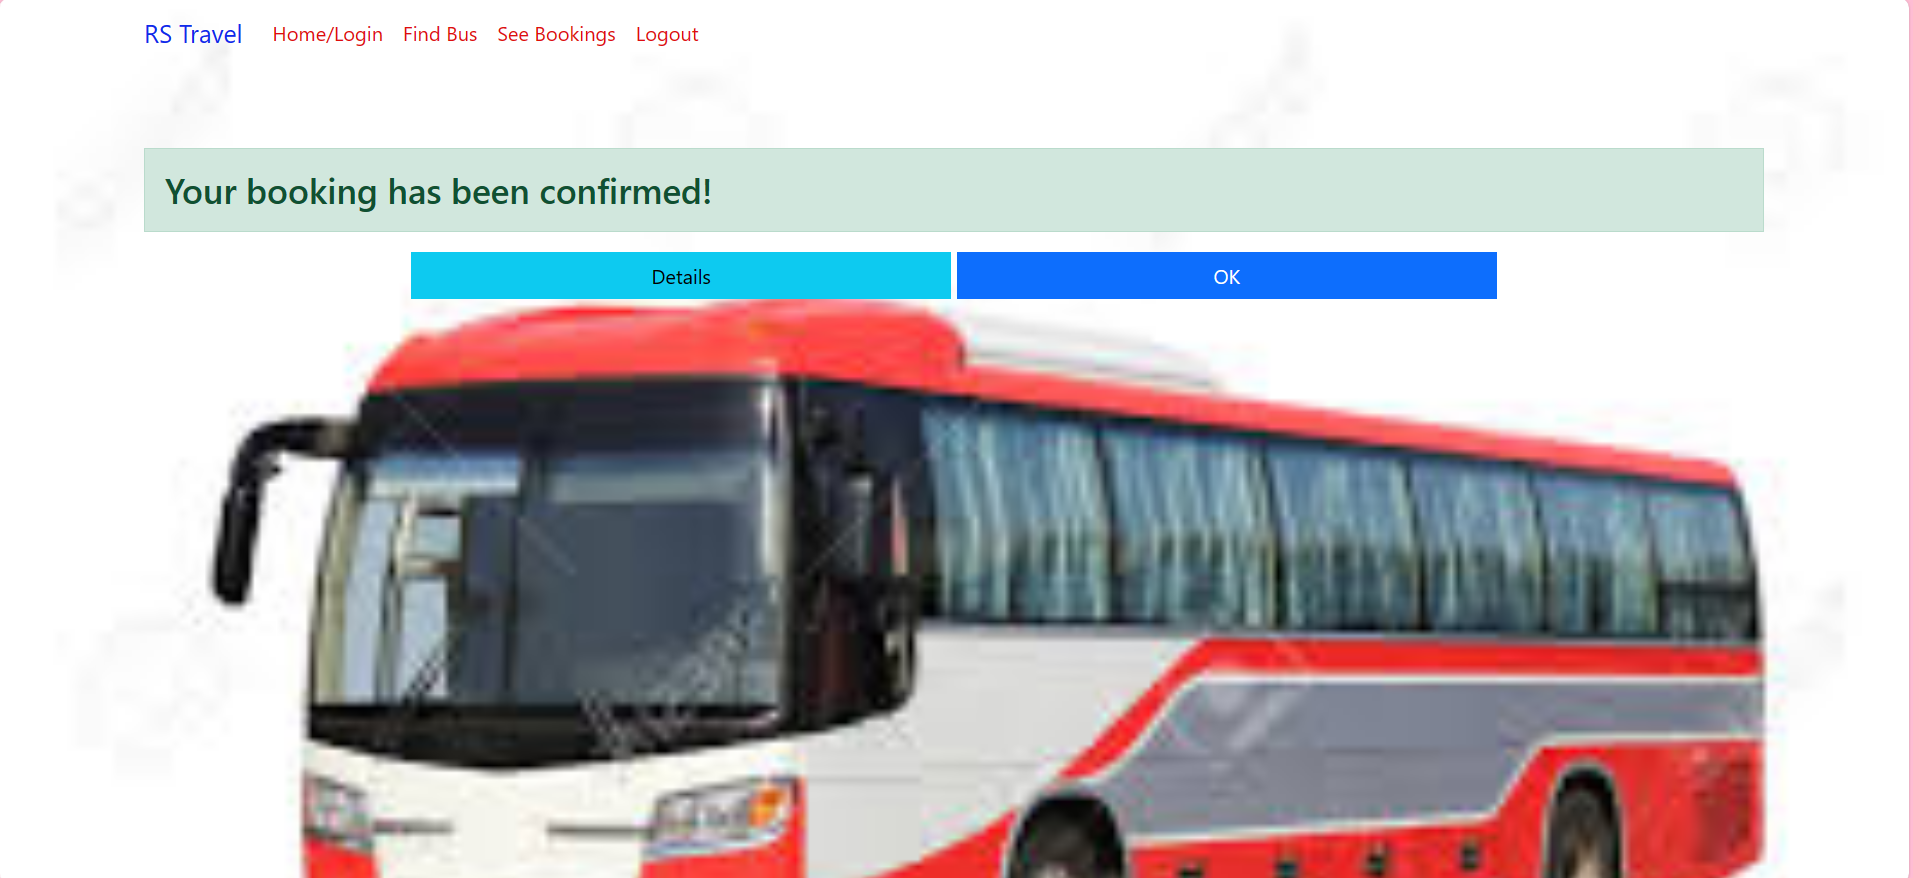 RS Travel Home/Login Find Bus See Bookings Logout
Your booking has been confirmed!
Details OK